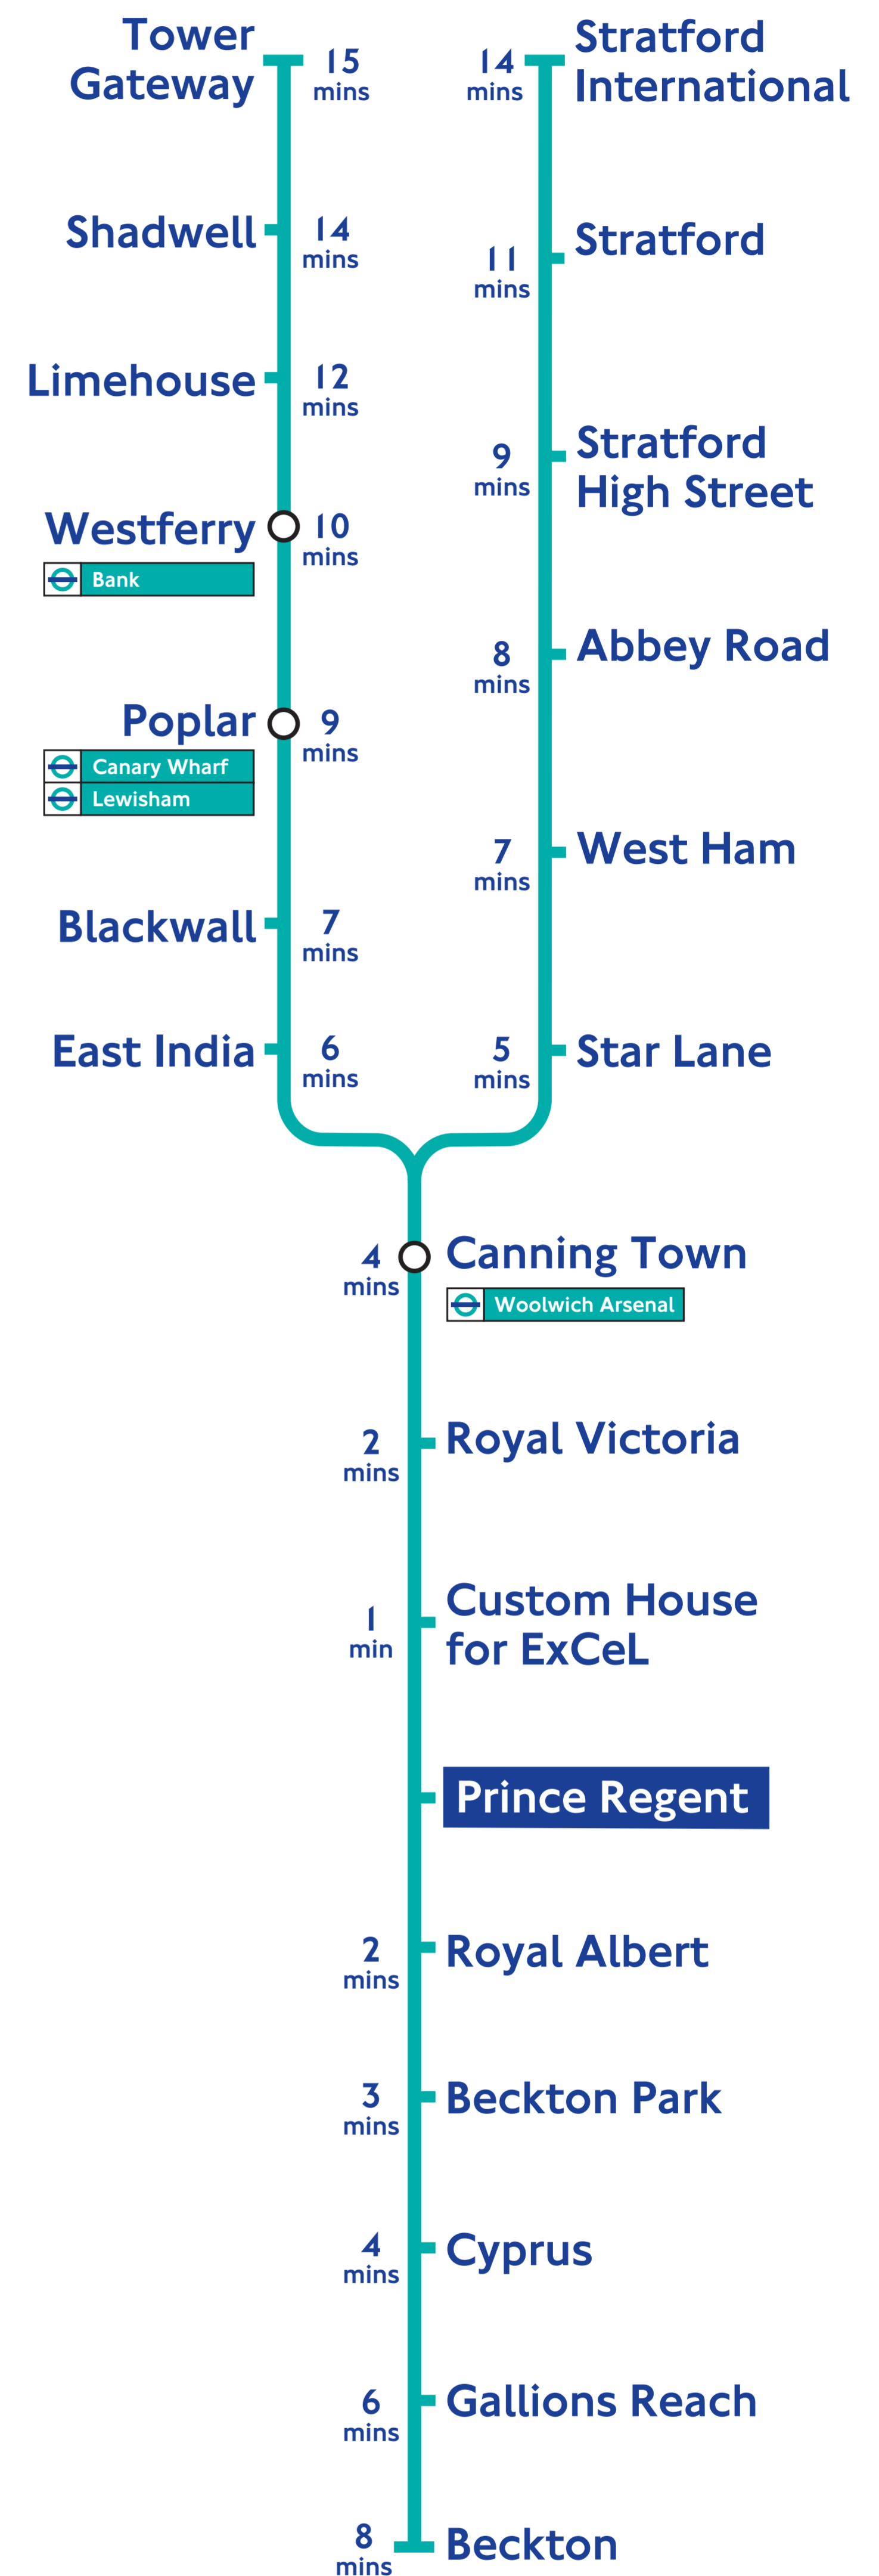 Tower
Gateway
15
mins
Shadwell
14
mins
Limehouse
12
mins
Westferry
10
mins
Bank
Poplar
9
mins
Canary Wharf
Lewisham
Blackwall
7
mins
East India
6
mins
14
mins
Stratford
International
11
mins
Stratford
9
mins
Stratford
High Street
8
mins
Abbey Road
7
mins
West Ham
5
mins
Star Lane
4
mins
Canning Town
Woolwich Arsenal
2
mins
Royal Victoria
1
min
Custom House
for ExCeL
Prince Regent
2
mins
Royal Albert
3
mins
Beckton Park
4
mins
Cyprus
6
mins
Gallions Reach
8
mins
Beckton